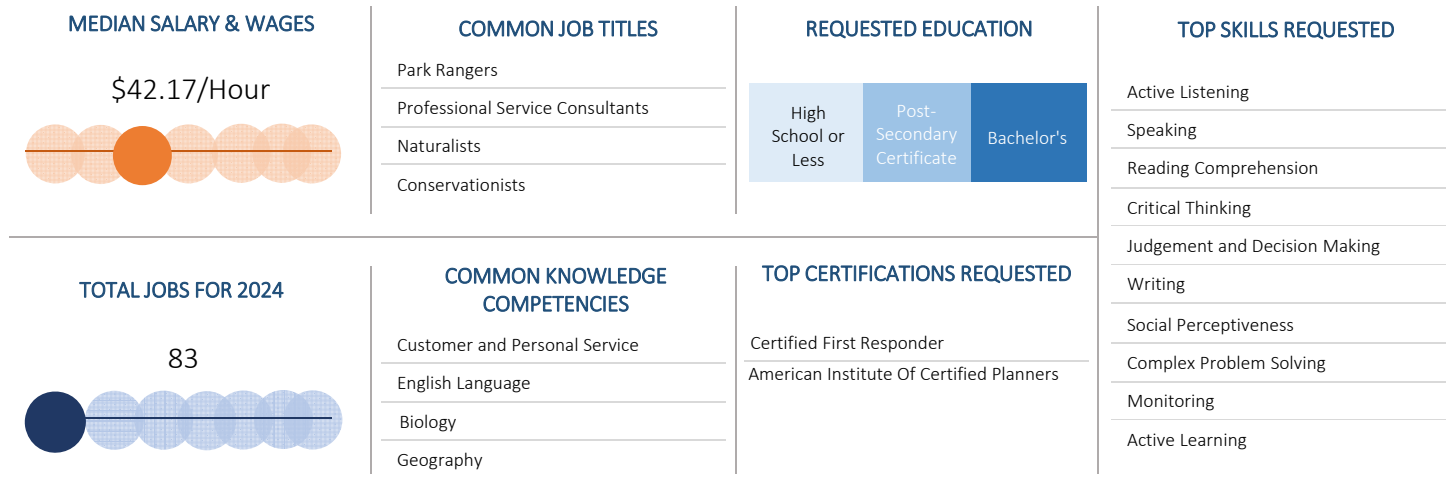 MEDIAN SALARY & WAGES
$42.17/Hour
COMMON JOB TITLES
Park Rangers
Professional Service Consultants
Naturalists
Conservationists
REQUESTED EDUCATION
High
School or
Less
Post-
Secondary
Certificate
Bachelor's
TOTAL JOBS FOR 2024
83
COMMON KNOWLEDGE
COMPETENCIES
Customer and Personal Service
English Language
Biology
Geography
TOP CERTIFICATIONS REQUESTED
Certified First Responder
American Institute Of Certified Planners
TOP SKILLS REQUESTED
Active Listening
Speaking
Reading Comprehension
Critical Thinking
Judgement and Decision Making
Writing
Social Perceptiveness
Complex Problem Solving
Monitoring
Active Learning